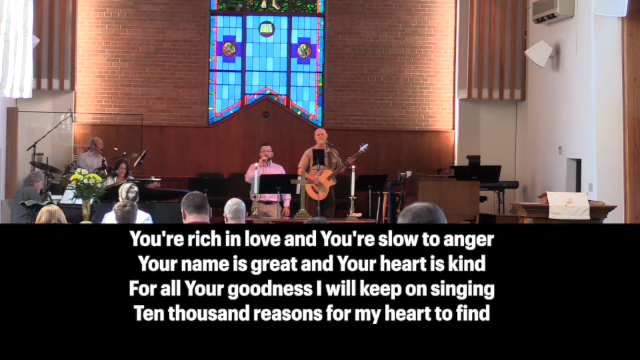 You're rich in love and You're slow to anger
Your name is great and Your heart is kind
For all Your goodness I will keep on singing
Ten thousand reasons for my heart to find